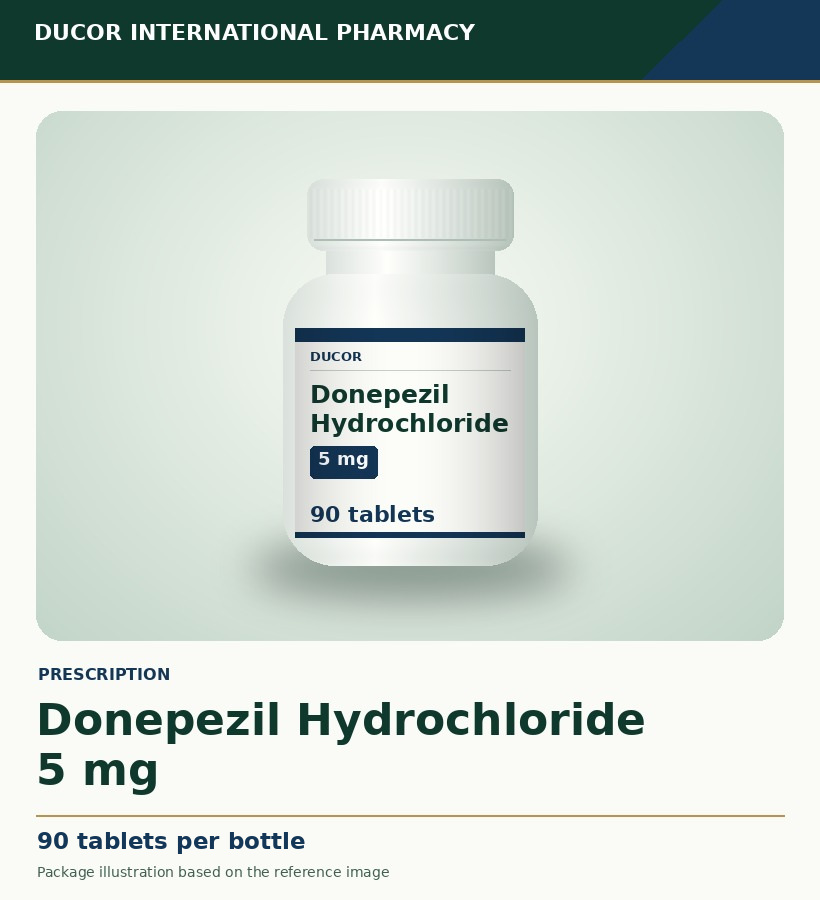 DUCOR INTERNATIONAL PHARMACY
DUCOR
Donepezil
Hydrochloride
5 mg
90 tablets
PRESCRIPTION
Donepezil Hydrochloride
5 mg
90 tablets per bottle
Package illustration based on the reference image